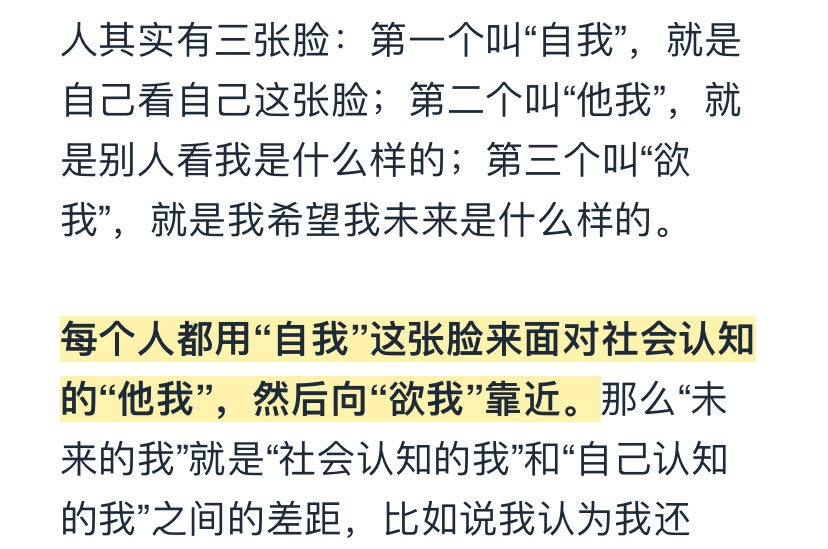 人其实有三张脸：第一个叫“自我”，就是
自己看自己这张脸；第二个叫“他我”，就
是别人看我是什么样的；第三个叫“欲
我”，就是我希望我未来是什么样的。
每个人都用“自我”这张脸来面对社会认知
的“他我”，然后向“欲我”靠近。那么“未
来的我”就是“社会认知的我”和“自己认知
的我”之间的差距，比如说我认为我还